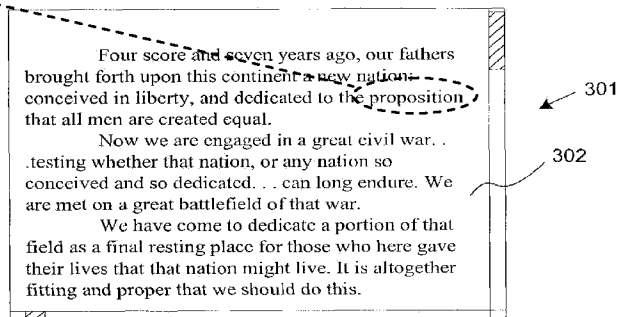 Four score and seven years ago, our fathers
brought forth upon this continent a new nation:
conceived in liberty, and dedicated to the proposition
that all men are created equal.
Now we are engaged in a great civil war. .
.testing whether that nation, or any nation so
conceived and so dedicated. . . can long endure. We
are met on a great battlefield of that war.
We have come to dedicate a portion of that
field as a final resting place for those who here gave
their lives that that nation might live. It is altogether
fitting and proper that we should do this.
301
302